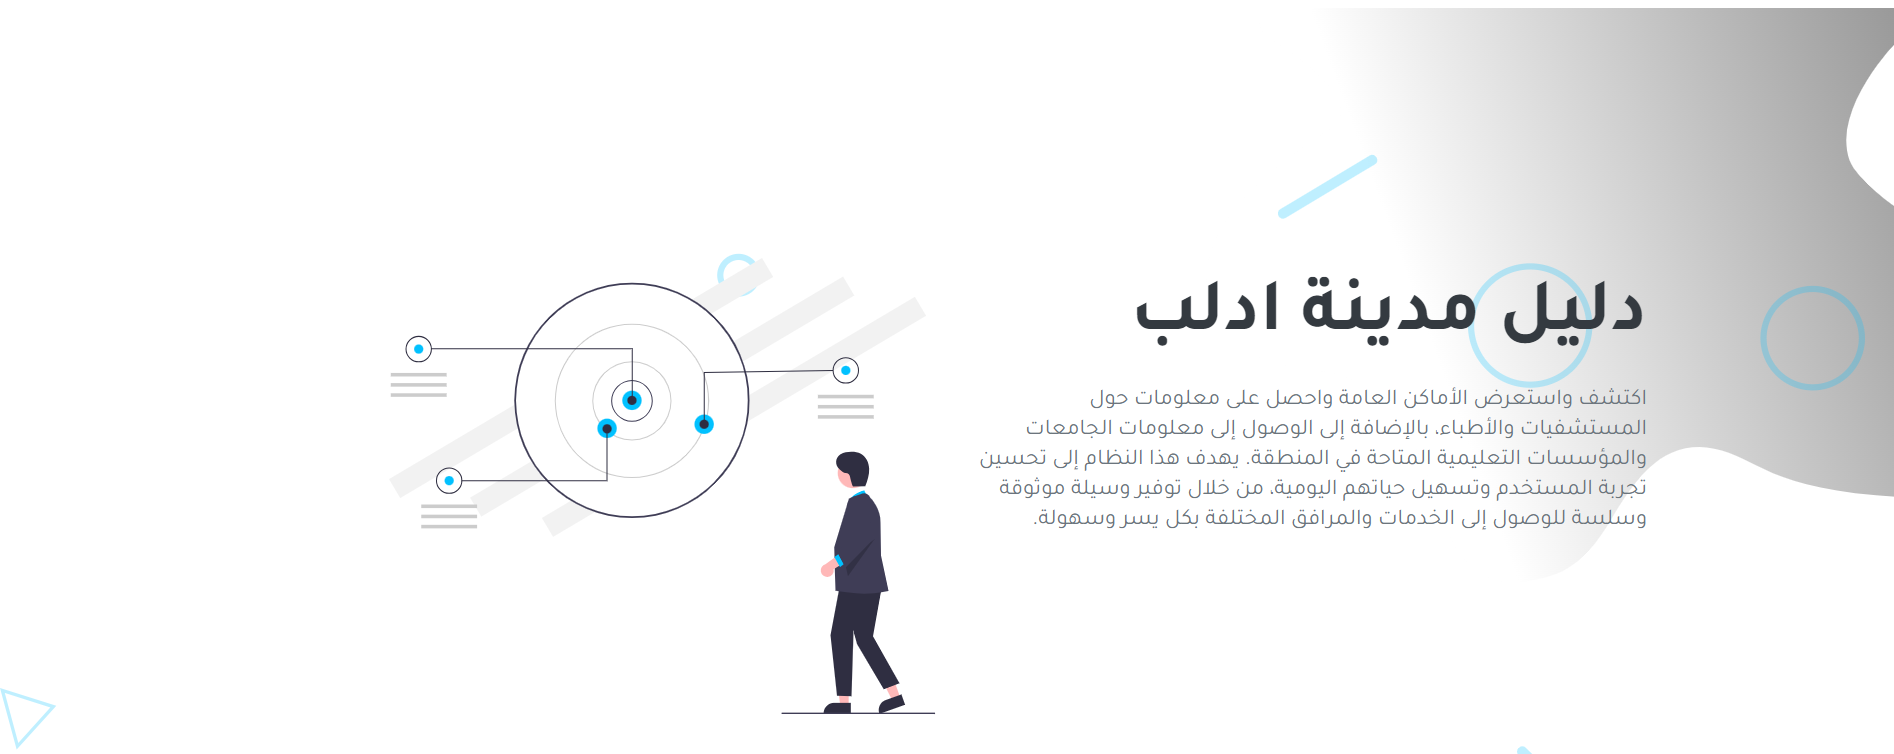 دليل مدينة ادلب
اكتشف واستعرض الأماكن العامة واحصل على معلومات حول
المستشفيات والأطباء، بالإضافة إلى الوصول إلى معلومات الجامعات
والمؤسسات التعليمية المتاحة في المنطقة. يهدف هذا النظام إلى تحسين
تجربة المستخدم وتسهيل حياتهم اليومية، من خلال توفير وسيلة موثوقة
وسلسة للوصول إلى الخدمات والمرافق المختلفة بكل يسر وسهولة.